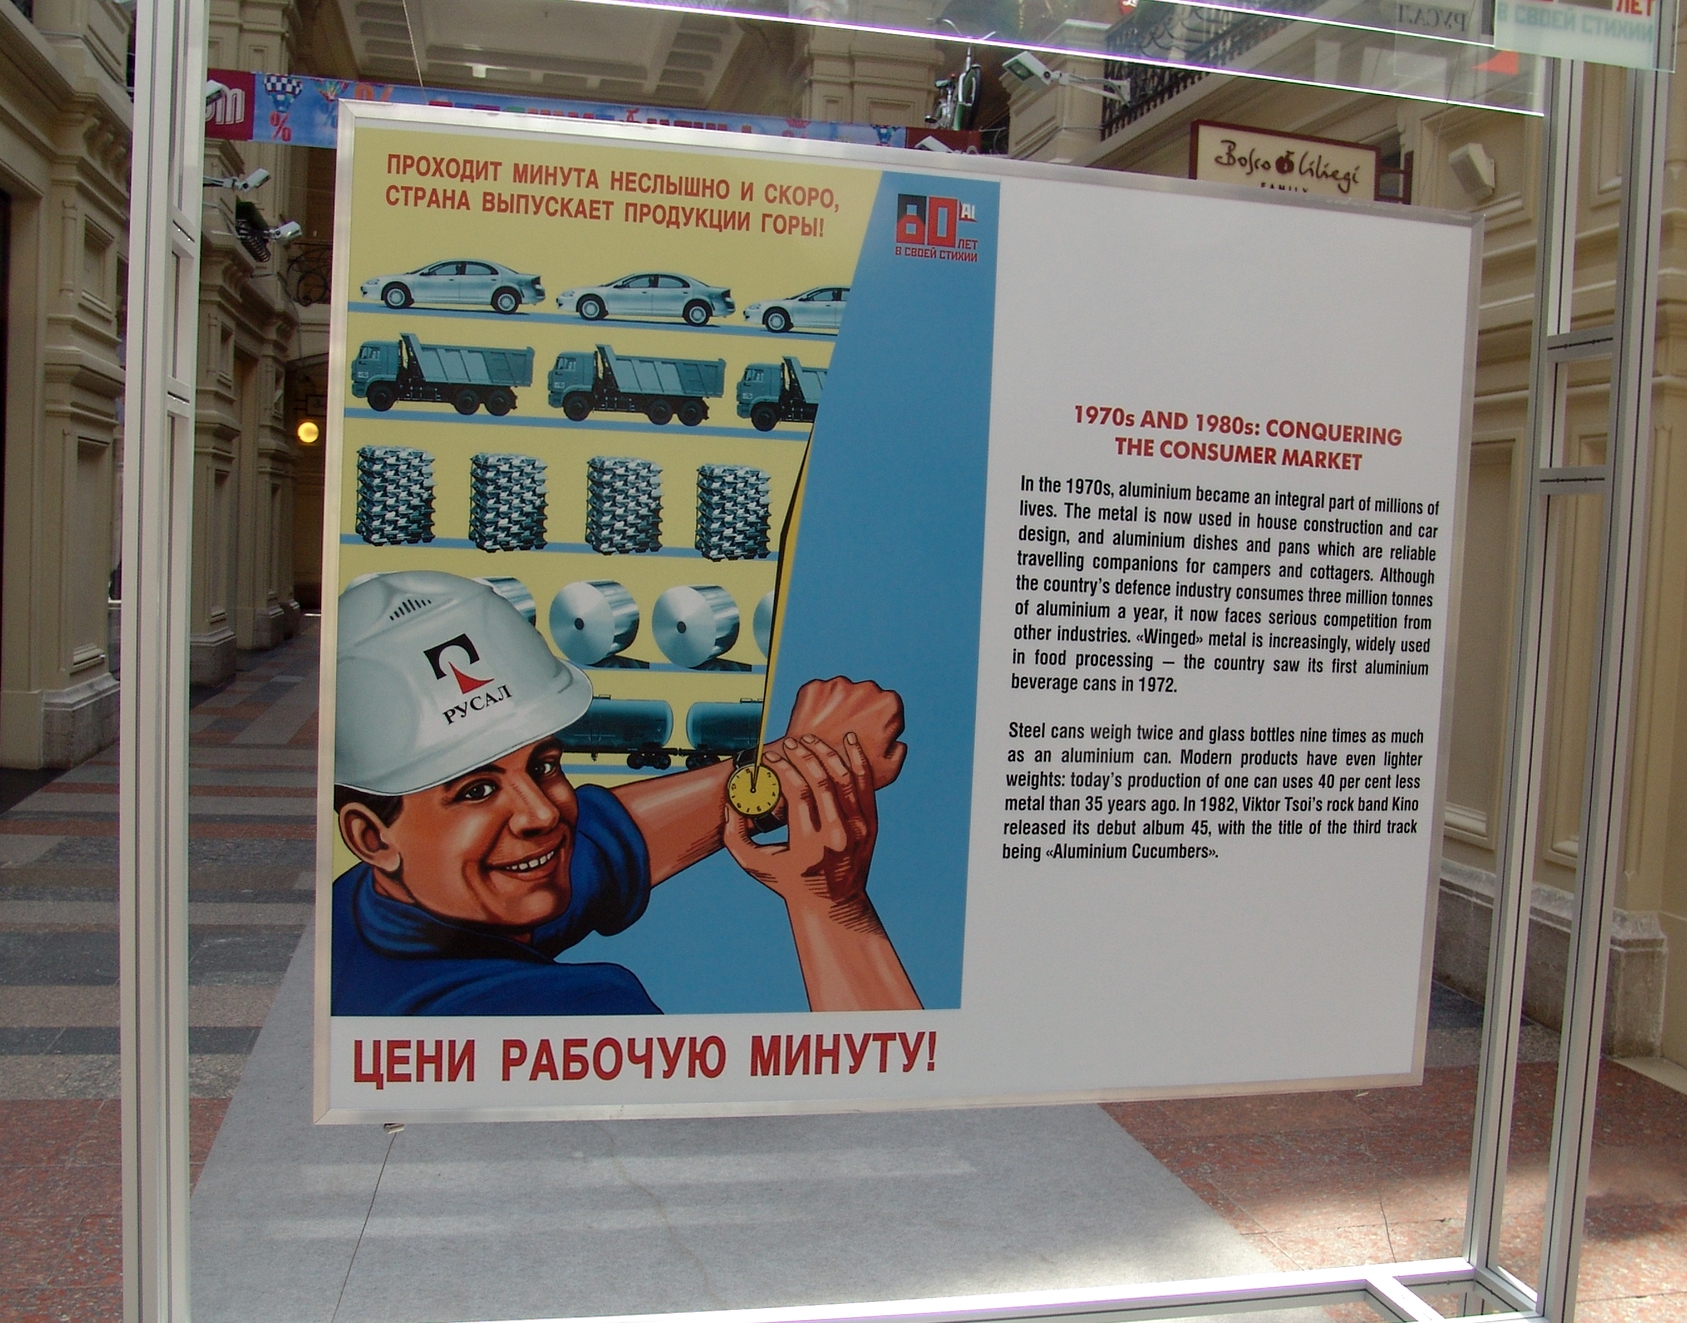 ПРОХОДИТ МИНУТА НЕСЛЫШНО И СКОРО,
СТРАНА ВЫПУСКАЕТ ПРОДУКЦИИ ГОРЫ!
80 Al
ЛЕТ
В СВОЕЙ СТИХИИ
РУСАЛ
ЦЕНИ РАБОЧУЮ МИНУТУ!
1970s AND 1980s: CONQUERING
THE CONSUMER MARKET
In the 1970s, aluminium became an integral part of millions of
lives. The metal is now used in house construction and car
design, and aluminium dishes and pans which are reliable
travelling companions for campers and cottagers. Although
the country's defence industry consumes three million tonnes
of aluminium a year, it now faces serious competition from
other industries. «Winged» metal is increasingly, widely used
in food processing — the country saw its first aluminium
beverage cans in 1972.
Steel cans weigh twice and glass bottles nine times as much
as an aluminium can. Modern products have even lighter
weights: today's production of one can uses 40 per cent less
metal than 35 years ago. In 1982, Viktor Tsoi's rock band Kino
released its debut album 45, with the title of the third track
being «Aluminium Cucumbers».
Bosco Ciliegi
FAMILY
РУСАЛ
ЛЕТ
В СВОЕЙ СТИХИИ